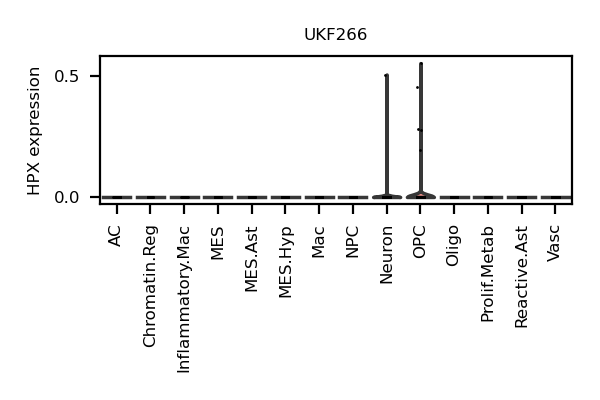 UKF266
HPX expression
0.5
0.0
AC
Chromatin.Reg
Inflammatory.Mac
MES
MES.Ast
MES.Hyp
Mac
NPC
Neuron
OPC
Oligo
Prolif.Metab
Reactive.Ast
Vasc